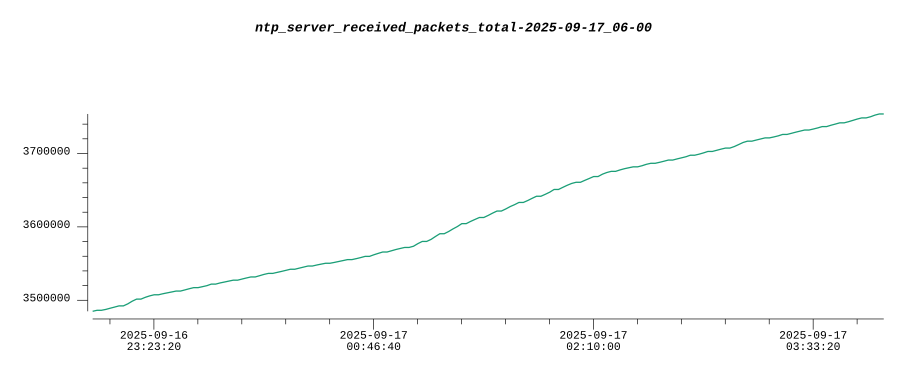 ntp_server_received_packets_total-2025-09-17_06-00
3700000
3600000
3500000
2025-09-16 2025-09-17 2025-09-17 2025-09-17
23:23:20 00:46:40 02:10:00 03:33:20